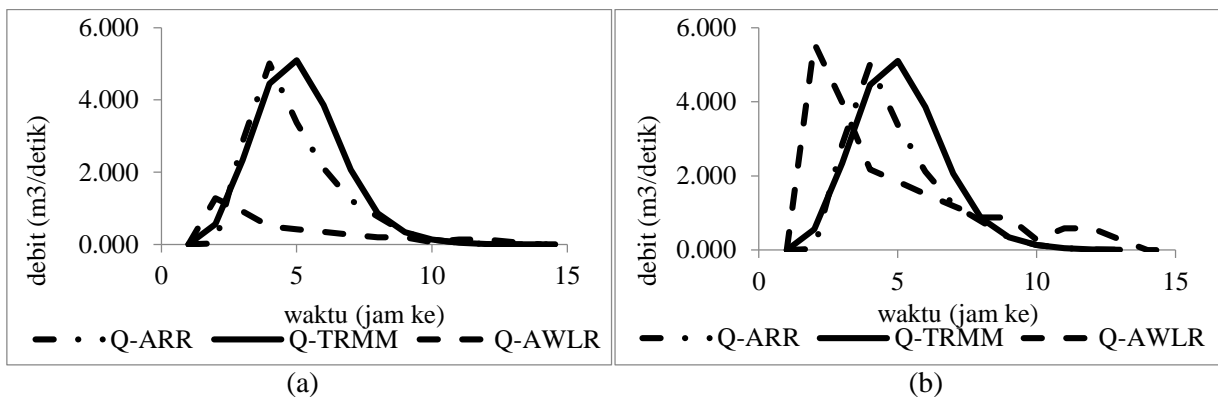 6.000
4.000
2.000
0.000
debit (m3/detik)
0
5
10
15
waktu (jam ke)
Q-ARR
Q-TRMM
Q-AWLR
(a)
6.000
4.000
2.000
0.000
debit (m3/detik)
0
5
10
15
waktu (jam ke)
Q-ARR
Q-TRMM
Q-AWLR
(b)